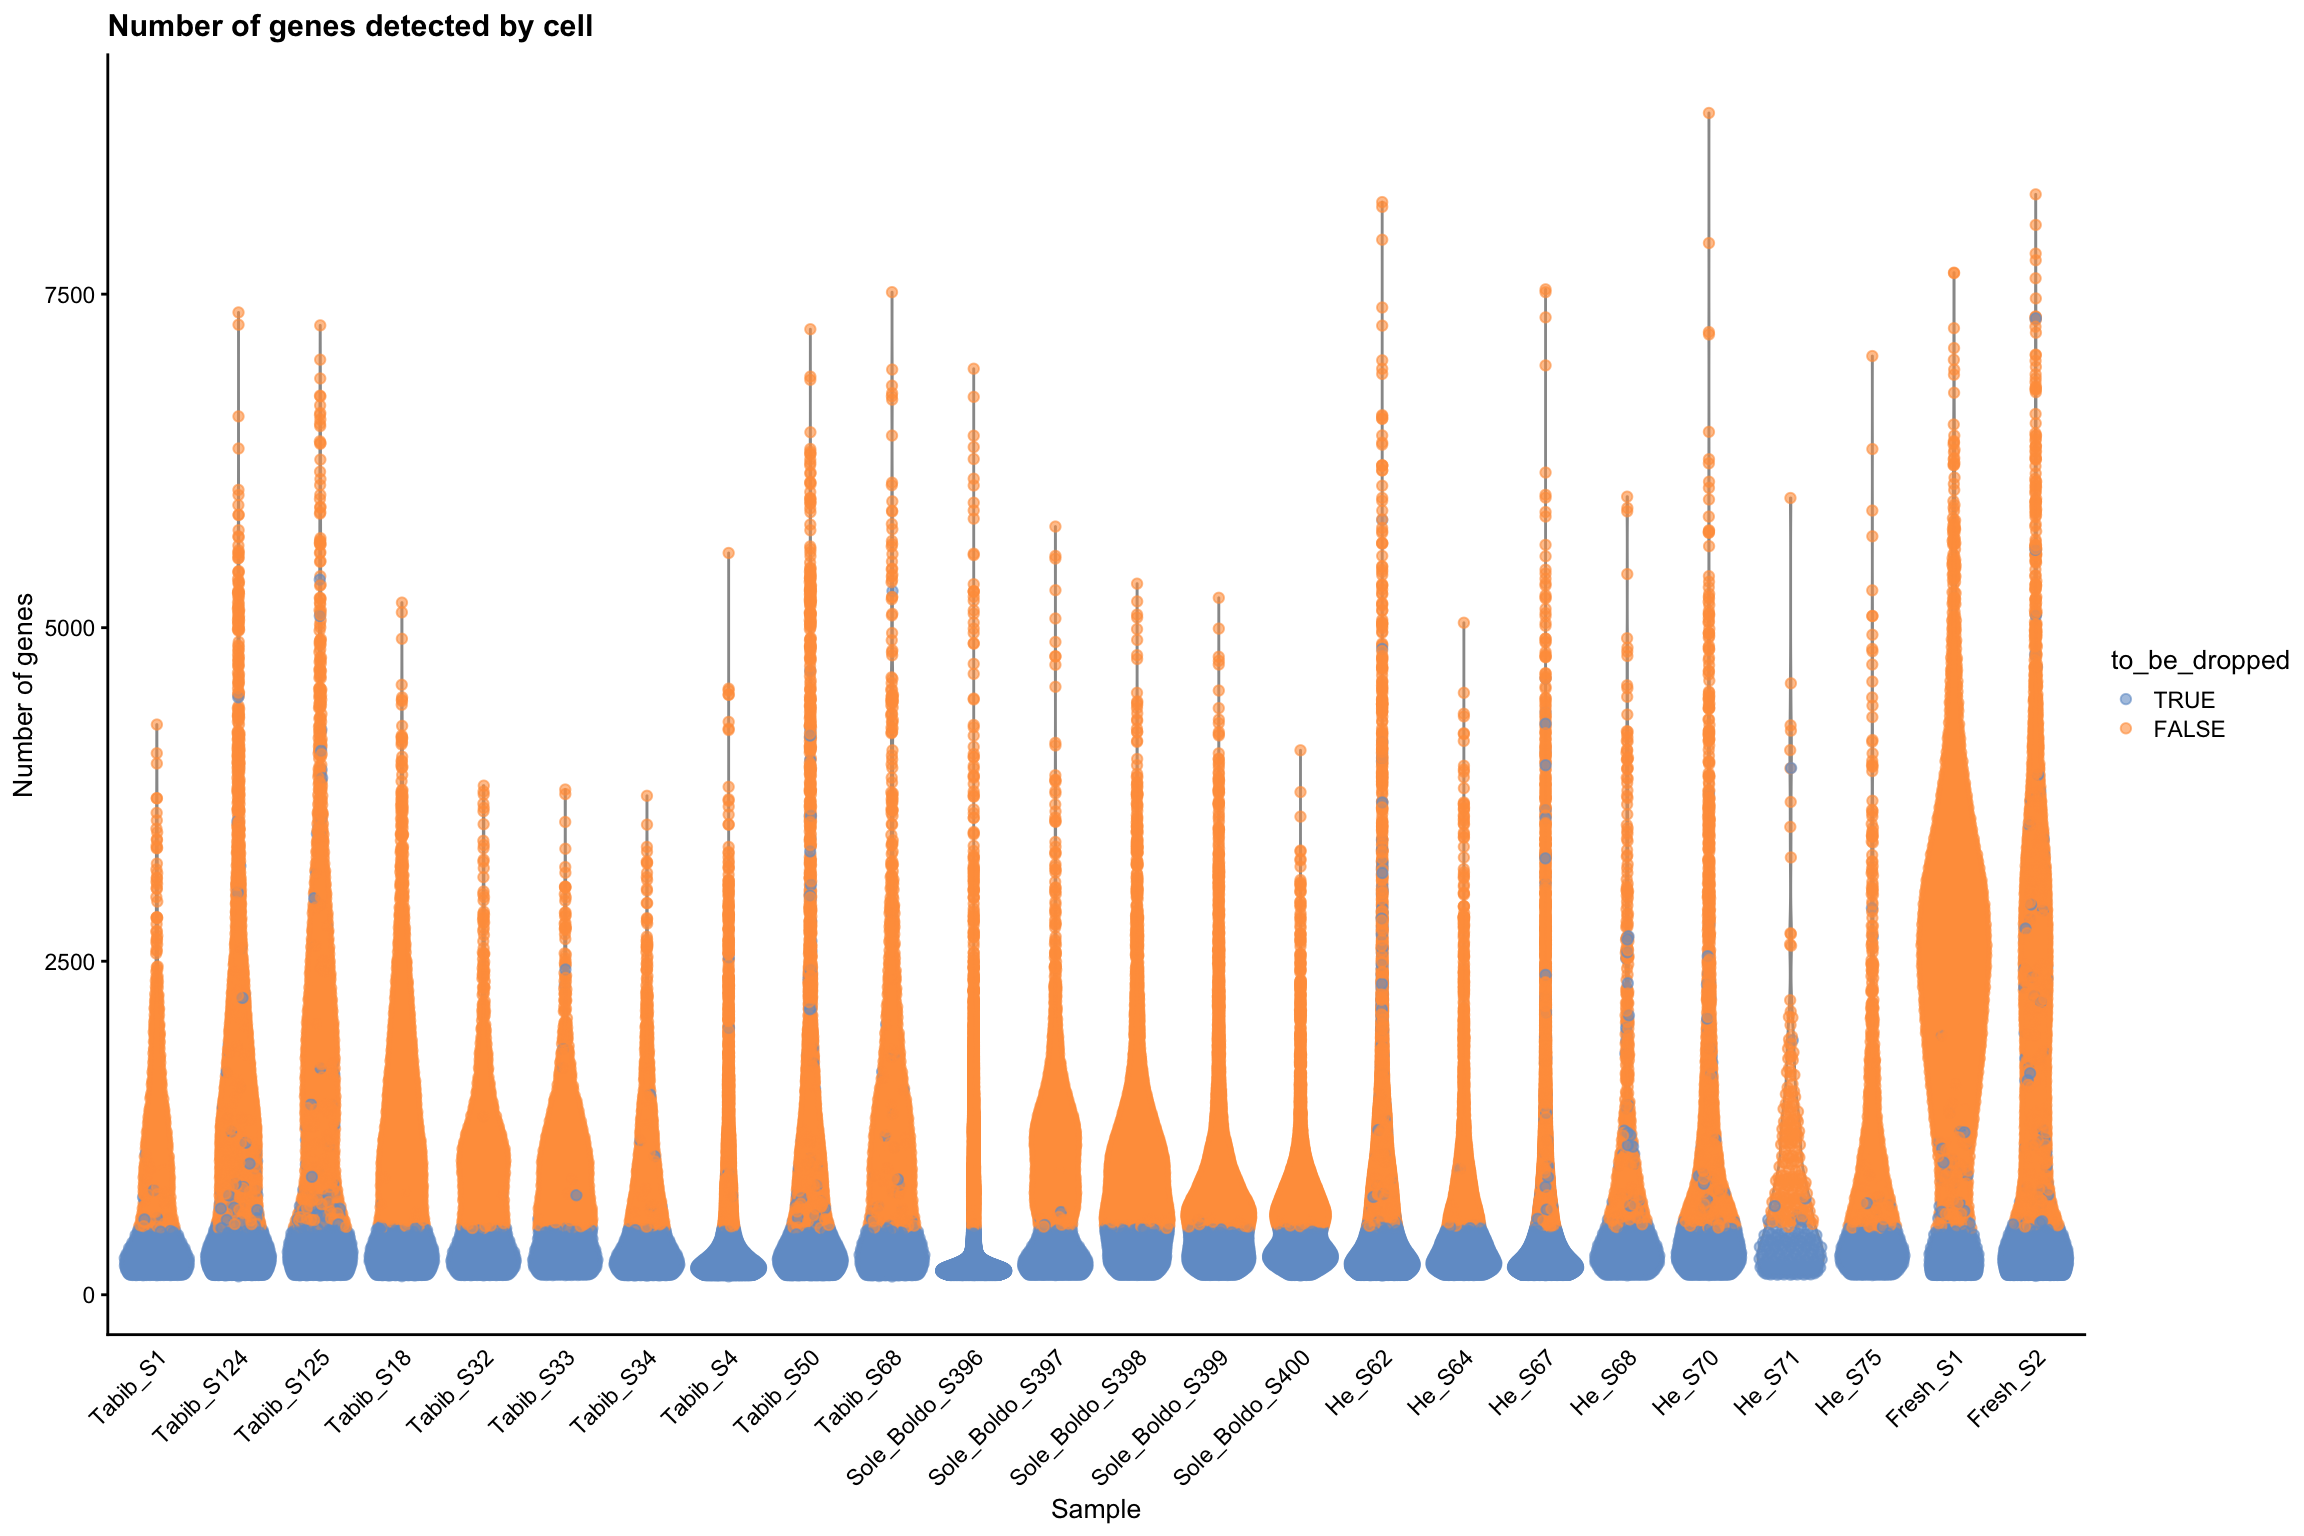 Number of genes detected by cell
Number of genes
7500
5000
2500
0
Tabib_S1
Tabib_S124
Tabib_S125
Tabib_S18
Tabib_S32
Tabib_S33
Tabib_S34
Tabib_S4
Tabib_S50
Tabib_S68
Sole_Boldo_S396
Sole_Boldo_S397
Sole_Boldo_S398
Sole_Boldo_S399
Sole_Boldo_S400
He_S62
He_S64
He_S67
He_S68
He_S70
He_S71
He_S75
Fresh_S1
Fresh_S2
Sample
to_be_dropped
TRUE
FALSE